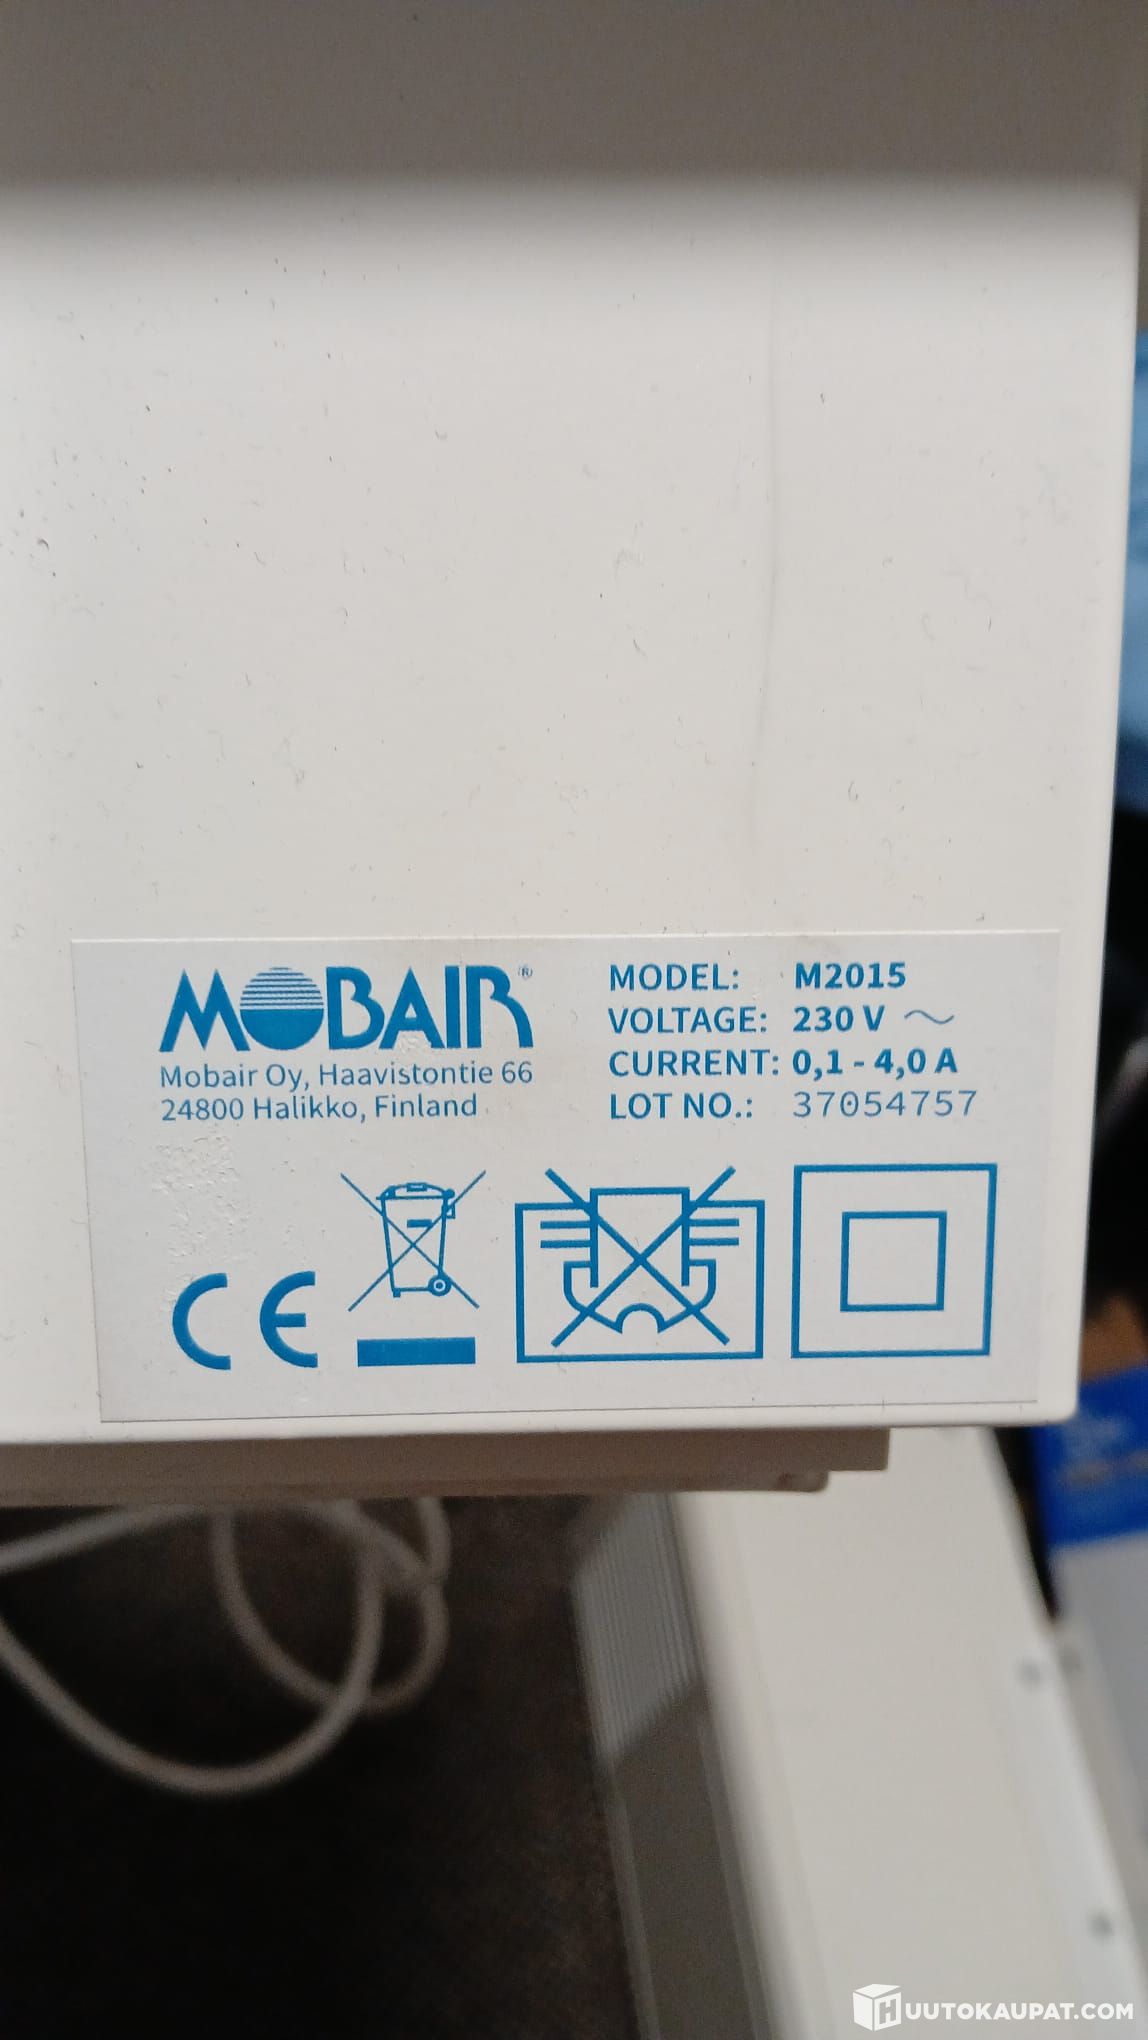 MOBAIR®
Mobair Oy, Haavistontie 66
24800 Halikko, Finland
MODEL: M2015
VOLTAGE: 230 V ~
CURRENT: 0,1 - 4,0 A
LOT NO.: 37054757
CE
HUUTOKAUPAT.COM